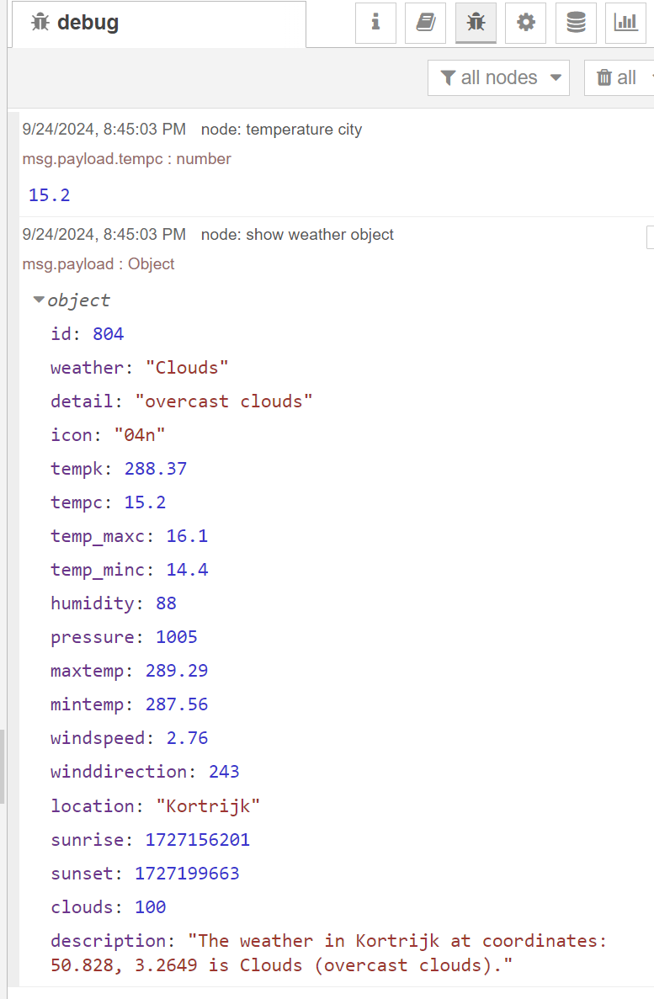 debug
all nodes
all
9/24/2024, 8:45:03 PM node: temperature city
msg.payload.tempc : number
15.2
9/24/2024, 8:45:03 PM node: show weather object
msg.payload : Object
object
id: 804
weather: "Clouds"
detail: "overcast clouds"
icon: "04n"
tempk: 288.37
tempc: 15.2
temp_maxc: 16.1
temp_minc: 14.4
humidity: 88
pressure: 1005
maxtemp: 289.29
mintemp: 287.56
windspeed: 2.76
winddirection: 243
location: "Kortrijk"
sunrise: 1727156201
sunset: 1727199663
clouds: 100
description: "The weather in Kortrijk at coordinates:
50.828, 3.2649 is Clouds (overcast clouds)."